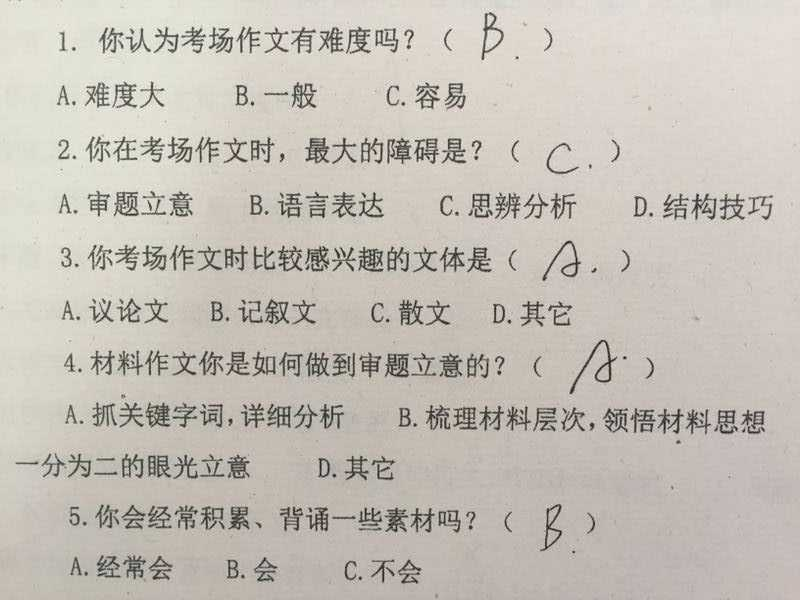 1. 你认为考场作文有难度吗?( B. )
A.难度大 B.一般 C.容易
2.你在考场作文时，最大的障碍是?( C. )
A.审题立意 B.语言表达 C.思辨分析 D.结构技巧
3.你考场作文时比较感兴趣的文体是( A. )
A.议论文 B.记叙文 C.散文 D.其它
4.材料作文你是如何做到审题立意的?( A. )
A.抓关键字词,详细分析 B.梳理材料层次,领悟材料思想
一分为二的眼光立意 D.其它
5.你会经常积累、背诵一些素材吗?( B. )
A.经常会 B.会 C.不会